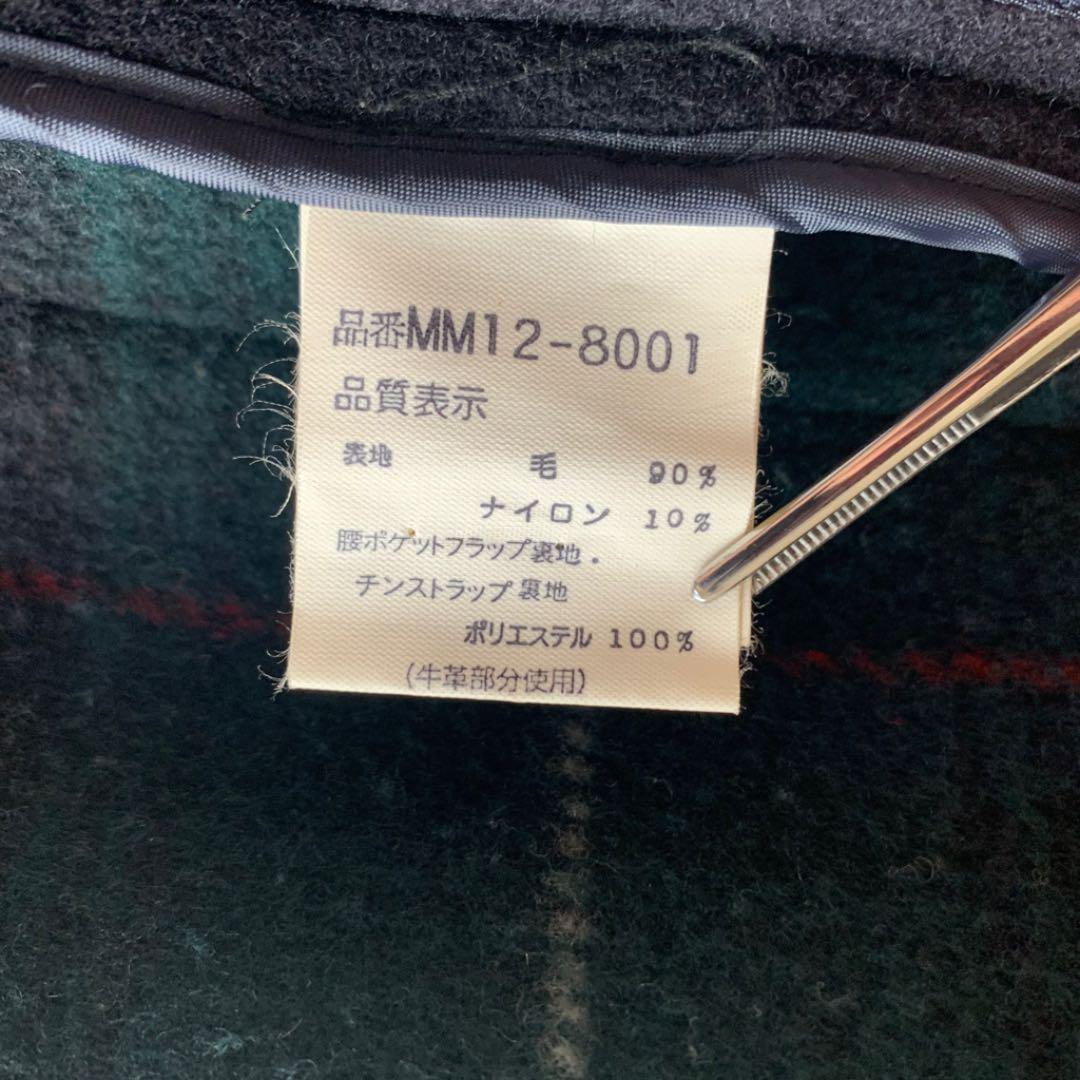 品番MM12-8001
品質表示
表地 毛 90%
ナイロン 10%
腰ポケットフラップ裏地.
チンストラップ裏地
ポリエステル 100%
(牛革部分使用)